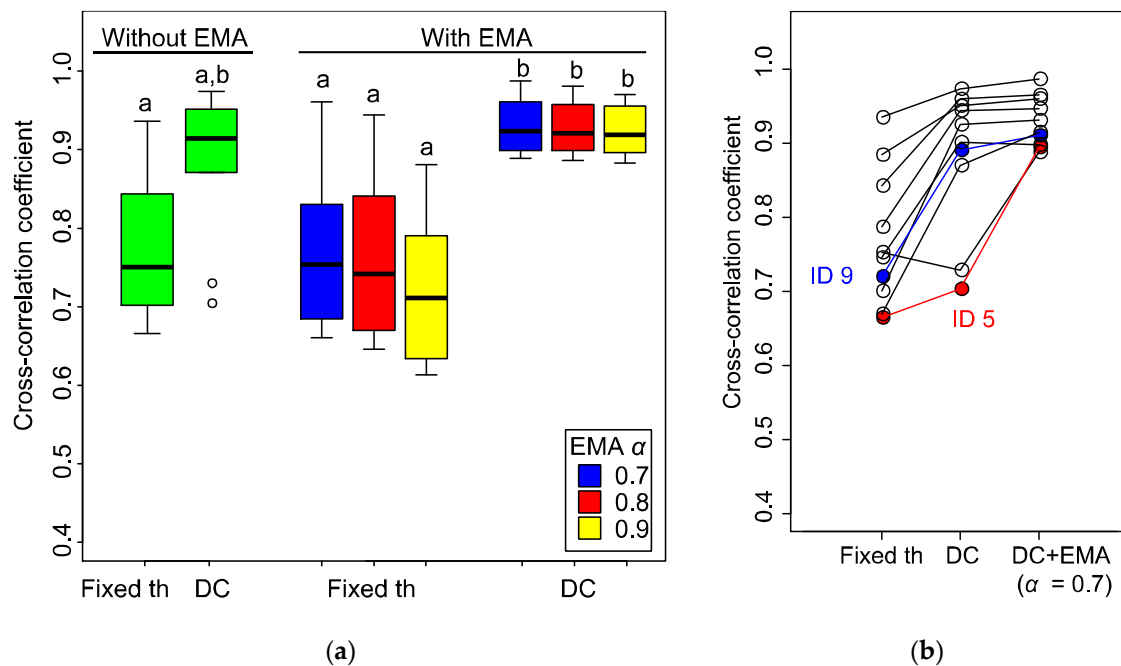 Without EMA
With EMA
Cross-correlation coefficient
1.0
0.9
0.8
0.7
0.6
0.5
0.4
a
a,b
a
a
a
b
b
b
EMA α
0.7
0.8
0.9
Fixed th
DC
Fixed th
DC
(a)
Cross-correlation coefficient
1.0
0.9
0.8
0.7
0.6
0.5
0.4
ID 9
ID 5
Fixed th
DC
DC+EMA
(α = 0.7)
(b)